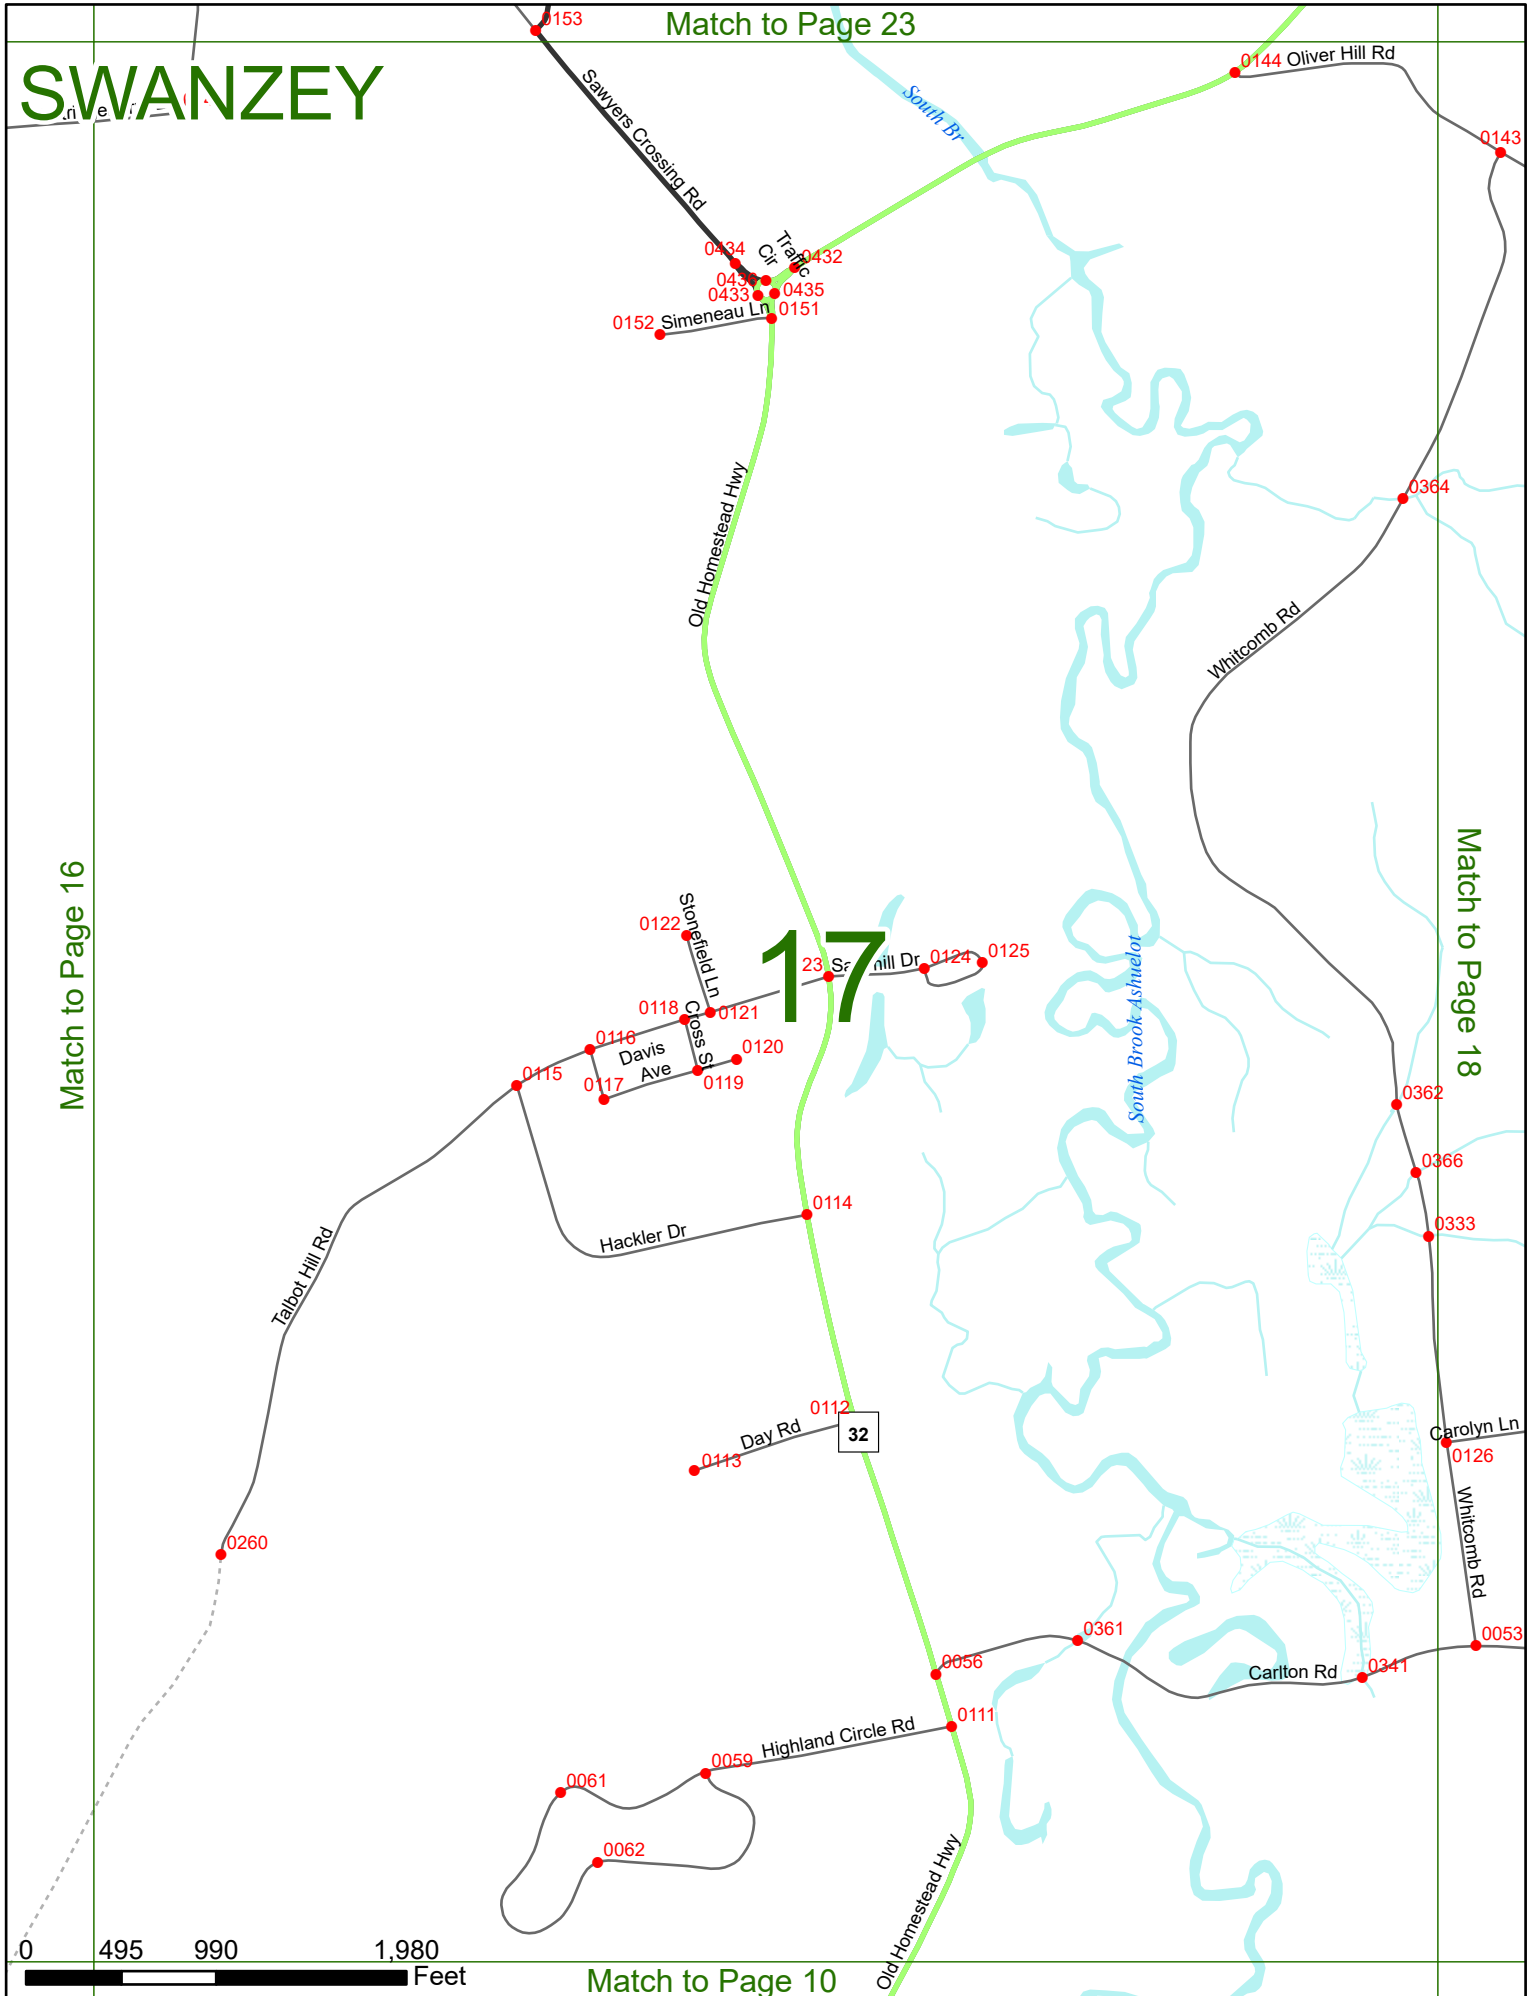 Match to Page 23
SWANZEY
0153
0144
Oliver Hill Rd
0143
South Br
Sawyers Crossing Rd
Traffic
Cir
0434
0432
0436
0433
0435
0151
0152
Simeneau Ln
Old Homestead Hwy
0364
Whitcomb Rd
Match to Page 16
Match to Page 18
17
Stonefield Ln
0122
23
0124
0125
0118
0121
Cross St
0116
Davis
Ave
0120
0119
0117
0115
South Brook Ashuelot
0362
0366
0333
0114
Hackler Dr
Talbot Hill Rd
0112
32
Day Rd
0113
Carolyn Ln
0126
Whitcomb Rd
0260
0361
0053
0056
Carlton Rd
0341
0111
Highland Circle Rd
0059
0061
0062
Old Homestead Hwy
0 495 990 1,980
Feet
Match to Page 10